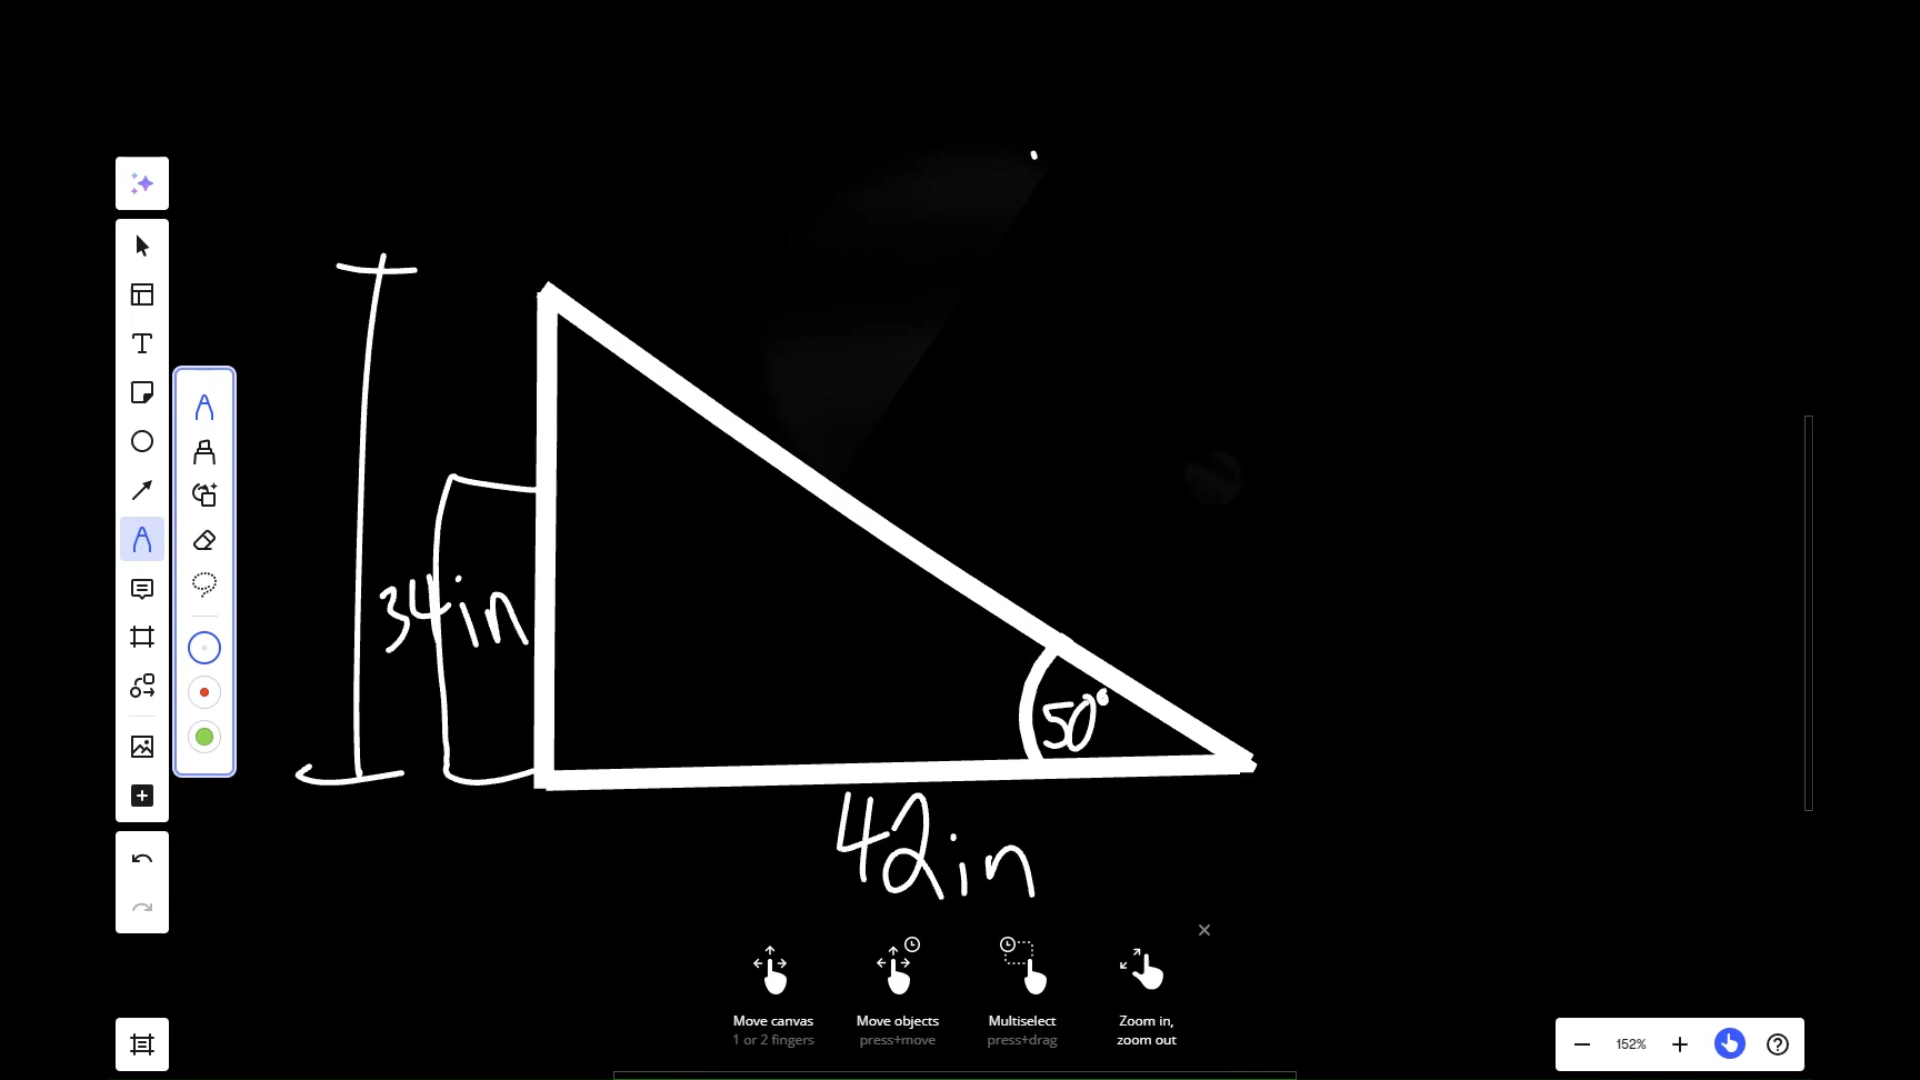 34in
50°
42in
Move canvas
1 or 2 fingers
Move objects
press+move
Multiselect
press+drag
Zoom in,
zoom out
152%